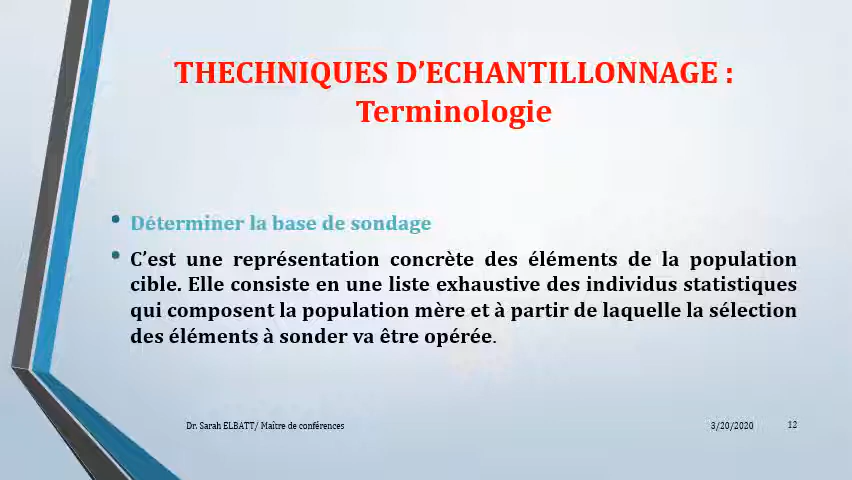 THECHNIQUES D’ECHANTILLONNAGE :
Terminologie
• Déterminer la base de sondage
• C’est une représentation concrète des éléments de la population
cible. Elle consiste en une liste exhaustive des individus statistiques
qui composent la population mère et à partir de laquelle la sélection
des éléments à sonder va être opérée.
Dr. Sarah ELBATT/ Maître de conférences
3/20/2020
12